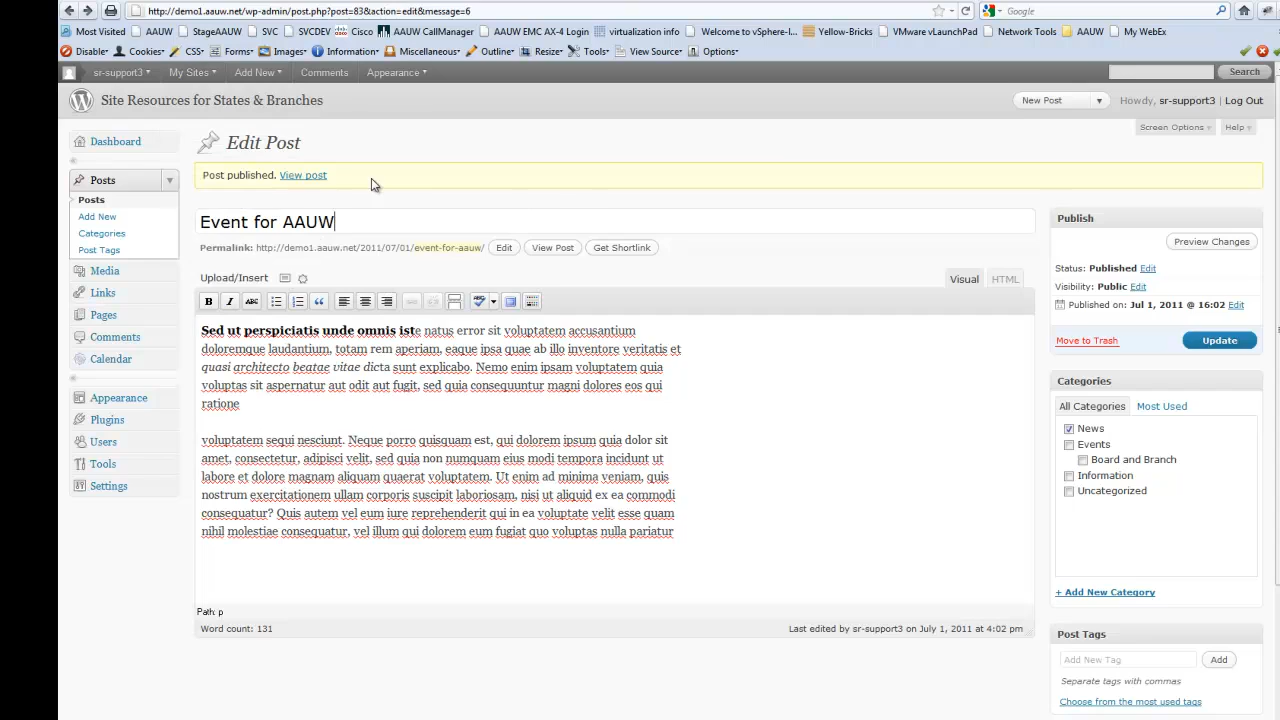 http://demo1.aauw.net/wp-admin/post.php?post=83&action=edit&message=6
Google
Most Visited AAUW StageAAUW SVC SVCDEV Cisco AAUW CallManager AAUW EMC AX-4 Login virtualization info Welcome to vSphere-l... Yellow-Bricks VMware vLaunchPad Network Tools AAUW My WebEx
Disable Cookies CSS Forms Images Information Miscellaneous Outline Resize Tools View Source Options
sr-support3 My Sites Add New Comments Appearance Search
Site Resources for States & Branches New Post Howdy, sr-support3 | Log Out
Screen Options Help
Dashboard
Posts
Posts
Add New
Categories
Post Tags
Media
Links
Pages
Comments
Calendar
Appearance
Plugins
Users
Tools
Settings
Edit Post
Post published. View post
Event for AAUW
Permalink: http://demo1.aauw.net/2011/07/01/event-for-aauw/ Edit View Post Get Shortlink
Upload/Insert Visual HTML
B I ABC ABC
Sed ut perspiciatis unde omnis iste natus error sit voluptatem accusantium
doloremque laudantium, totam rem aperiam, eaque ipsa quae ab illo inventore veritatis et
quasi architecto beatae vitae dicta sunt explicabo. Nemo enim ipsam voluptatem quia
voluptas sit aspernatur aut odit aut fugit, sed quia consequuntur magni dolores eos qui
ratione
voluptatem sequi nesciunt. Neque porro quisquam est, qui dolorem ipsum quia dolor sit
amet, consectetur, adipisci velit, sed quia non numquam eius modi tempora incidunt ut
labore et dolore magnam aliquam quaerat voluptatem. Ut enim ad minima veniam, quis
nostrum exercitationem ullam corporis suscipit laboriosam, nisi ut aliquid ex ea commodi
consequatur? Quis autem vel eum iure reprehenderit qui in ea voluptate velit esse quam
nihil molestiae consequatur, vel illum qui dolorem eum fugiat quo voluptas nulla pariatur
Path: p
Word count: 131 Last edited by sr-support3 on July 1, 2011 at 4:02 pm
Publish
Preview Changes
Status: Published Edit
Visibility: Public Edit
Published on: Jul 1, 2011 @ 16:02 Edit
Move to Trash Update
Categories
All Categories Most Used
News
Events
Board and Branch
Information
Uncategorized
+ Add New Category
Post Tags
Add New Tag Add
Separate tags with commas
Choose from the most used tags